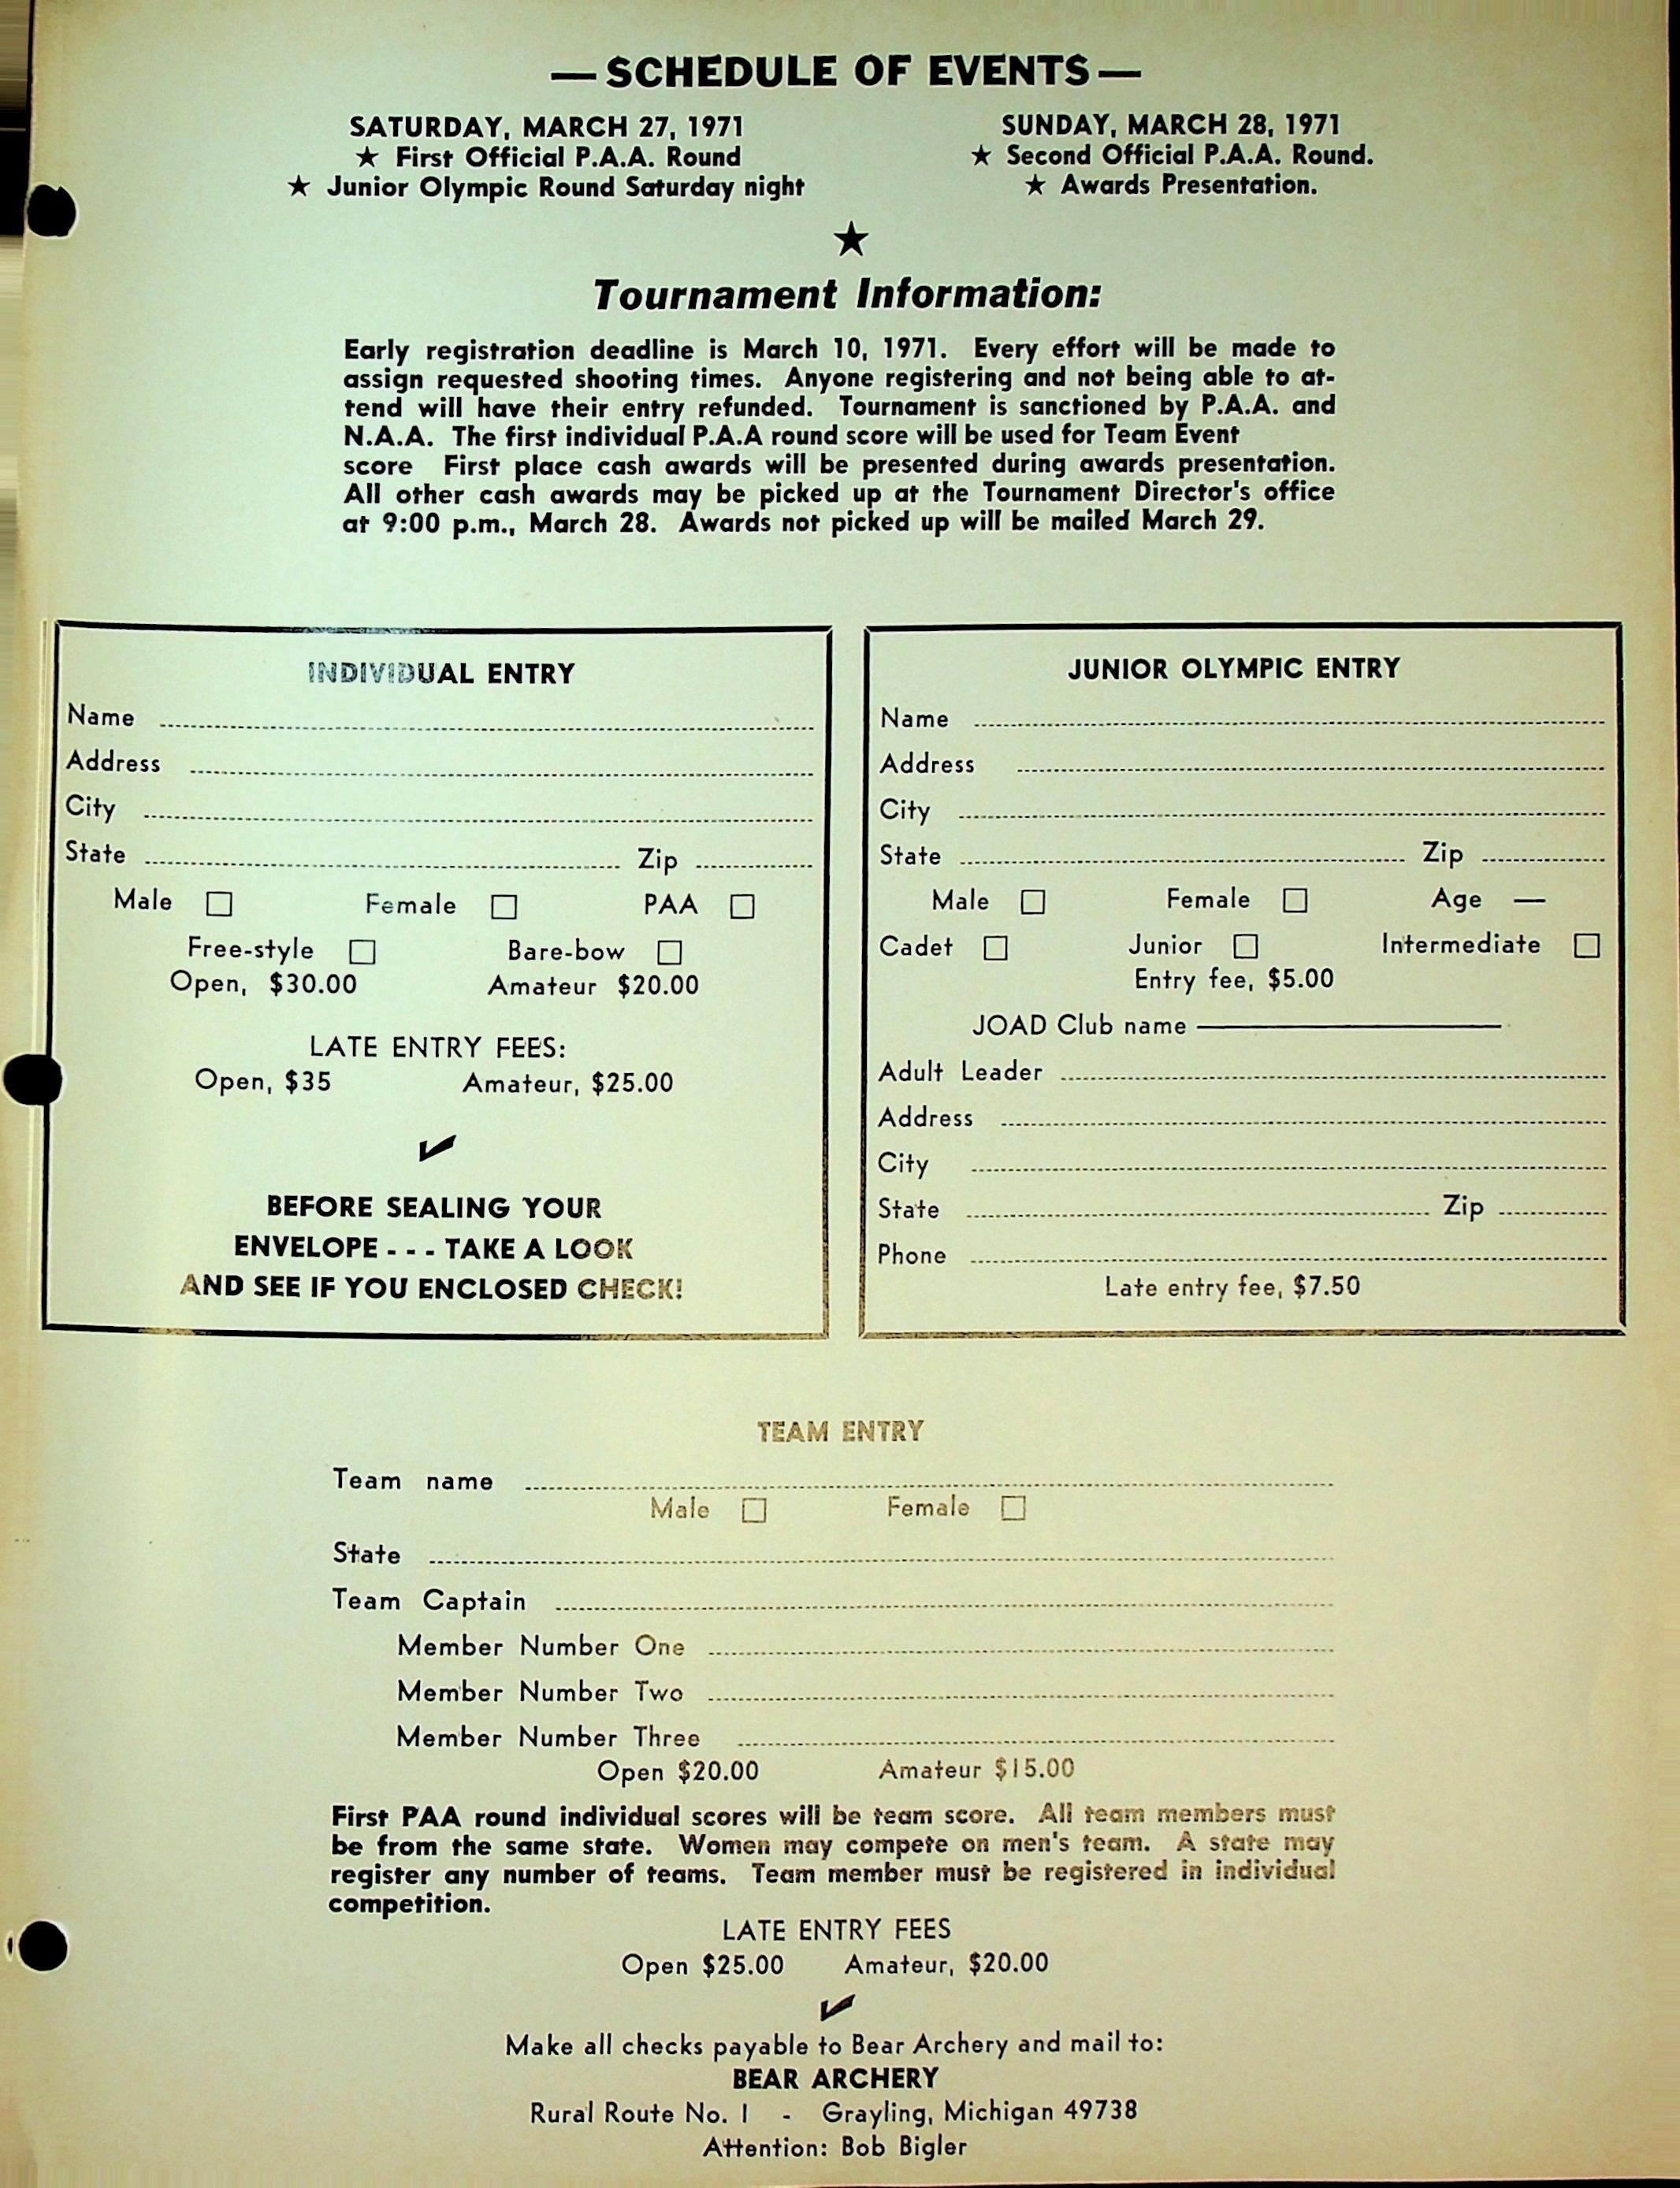 — SCHEDULE OF EVENTS —
SATURDAY, MARCH 27, 1971
★ First Official P.A.A. Round
★ Junior Olympic Round Saturday night
SUNDAY, MARCH 28, 1971
★ Second Official P.A.A. Round.
★ Awards Presentation.
★
Tournament Information:
Early registration deadline is March 10, 1971. Every effort will be made to
assign requested shooting times. Anyone registering and not being able to at-
tend will have their entry refunded. Tournament is sanctioned by P.A.A. and
N.A.A. The first individual P.A.A round score will be used for Team Event
score First place cash awards will be presented during awards presentation.
All other cash awards may be picked up at the Tournament Director's office
at 9:00 p.m., March 28. Awards not picked up will be mailed March 29.
INDIVIDUAL ENTRY
Name
Address
City
State Zip
Male ☐ Female ☐ PAA ☐
Free-style ☐ Bare-bow ☐
Open, $30.00 Amateur $20.00
LATE ENTRY FEES:
Open, $35 Amateur, $25.00
✓
BEFORE SEALING YOUR
ENVELOPE - - - TAKE A LOOK
AND SEE IF YOU ENCLOSED CHECK!
JUNIOR OLYMPIC ENTRY
Name
Address
City
State Zip
Male ☐ Female ☐ Age —
Cadet ☐ Junior ☐ Intermediate ☐
Entry fee, $5.00
JOAD Club name
Adult Leader
Address
City
State Zip
Phone
Late entry fee, $7.50
TEAM ENTRY
Team name
Male ☐ Female ☐
State
Team Captain
Member Number One
Member Number Two
Member Number Three
Open $20.00 Amateur $15.00
First PAA round individual scores will be team score. All team members must
be from the same state. Women may compete on men's team. A state may
register any number of teams. Team member must be registered in individual
competition.
LATE ENTRY FEES
Open $25.00 Amateur, $20.00
✓
Make all checks payable to Bear Archery and mail to:
BEAR ARCHERY
Rural Route No. 1 - Grayling, Michigan 49738
Attention: Bob Bigler